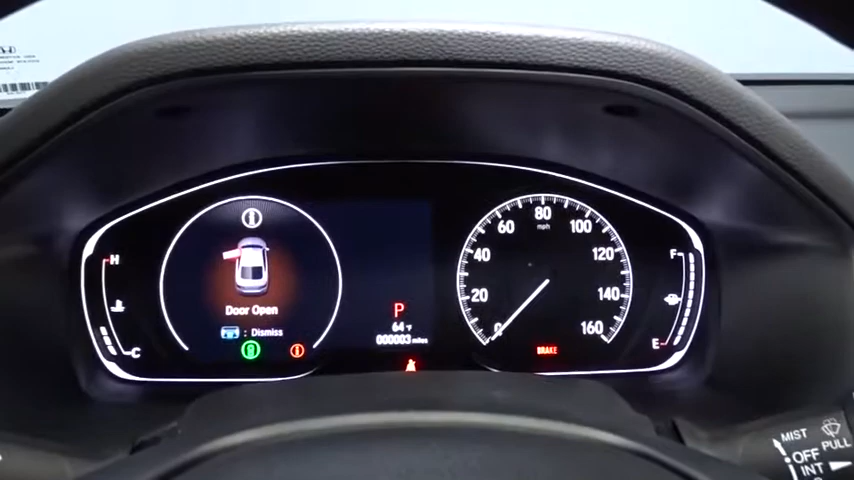 H
C
i
Door Open
: Dismiss
i
P
64 °F
000003 miles
0
20
40
60
80
100
120
140
160
mph
BRAKE
F
E
MIST
OFF
INT
PULL